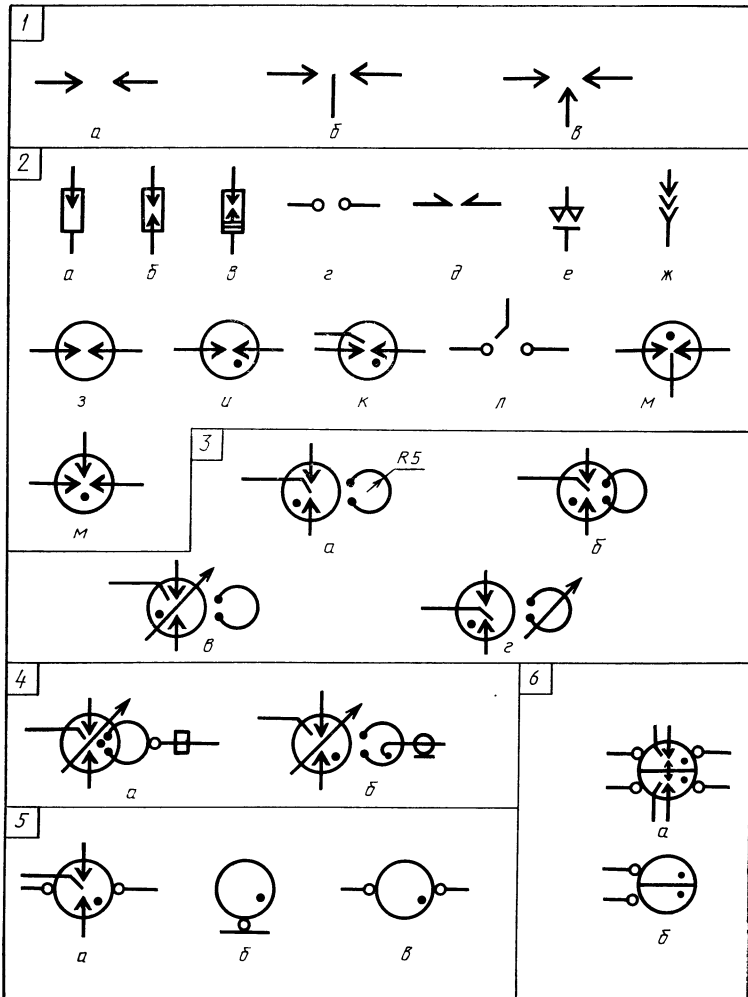 1
а б в
2
а б в г д е ж
з и к л м
м
3
R5
а б
в г
4
а б
5
а б в
6
а
б